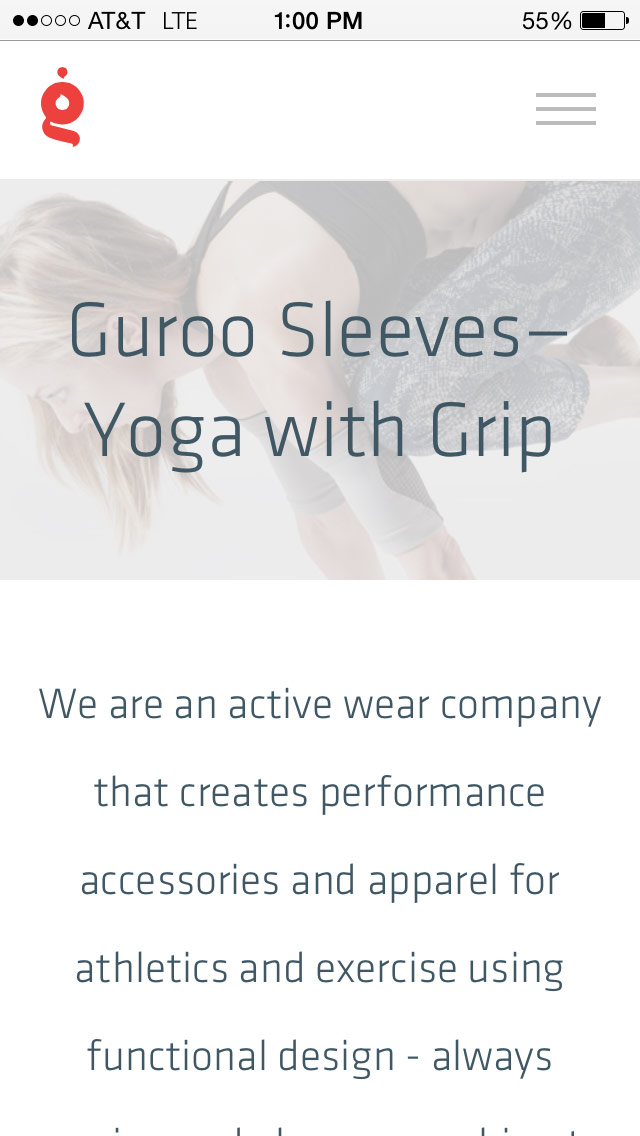 AT&T LTE 1:00 PM 55%
g
Guroo Sleeves—
Yoga with Grip
We are an active wear company
that creates performance
accessories and apparel for
athletics and exercise using
functional design - always